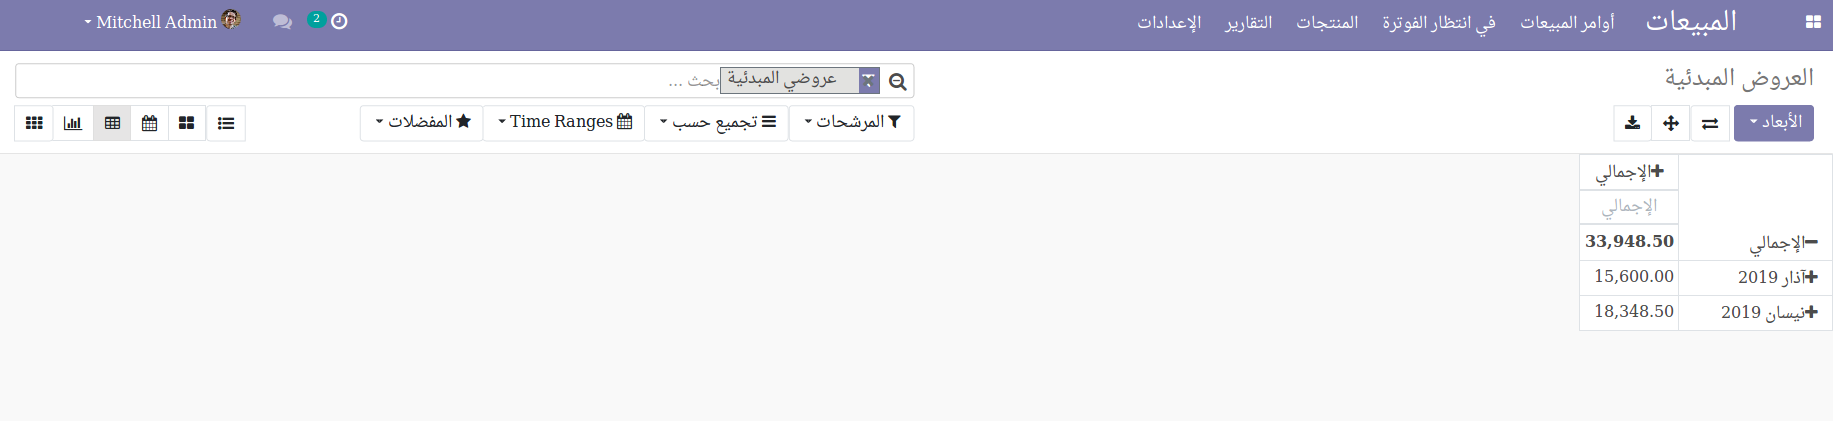 المبيعات أوامر المبيعات في انتظار الفوترة المنتجات التقارير الإعدادات 2 Mitchell Admin
العروض المبدئية
عروضي المبدئية بحث ...
الأبعاد المرشحات تجميع حسب Time Ranges المفضلات
الإجمالي
الإجمالي
الإجمالي 33,948.50
آذار 2019 15,600.00
نيسان 2019 18,348.50